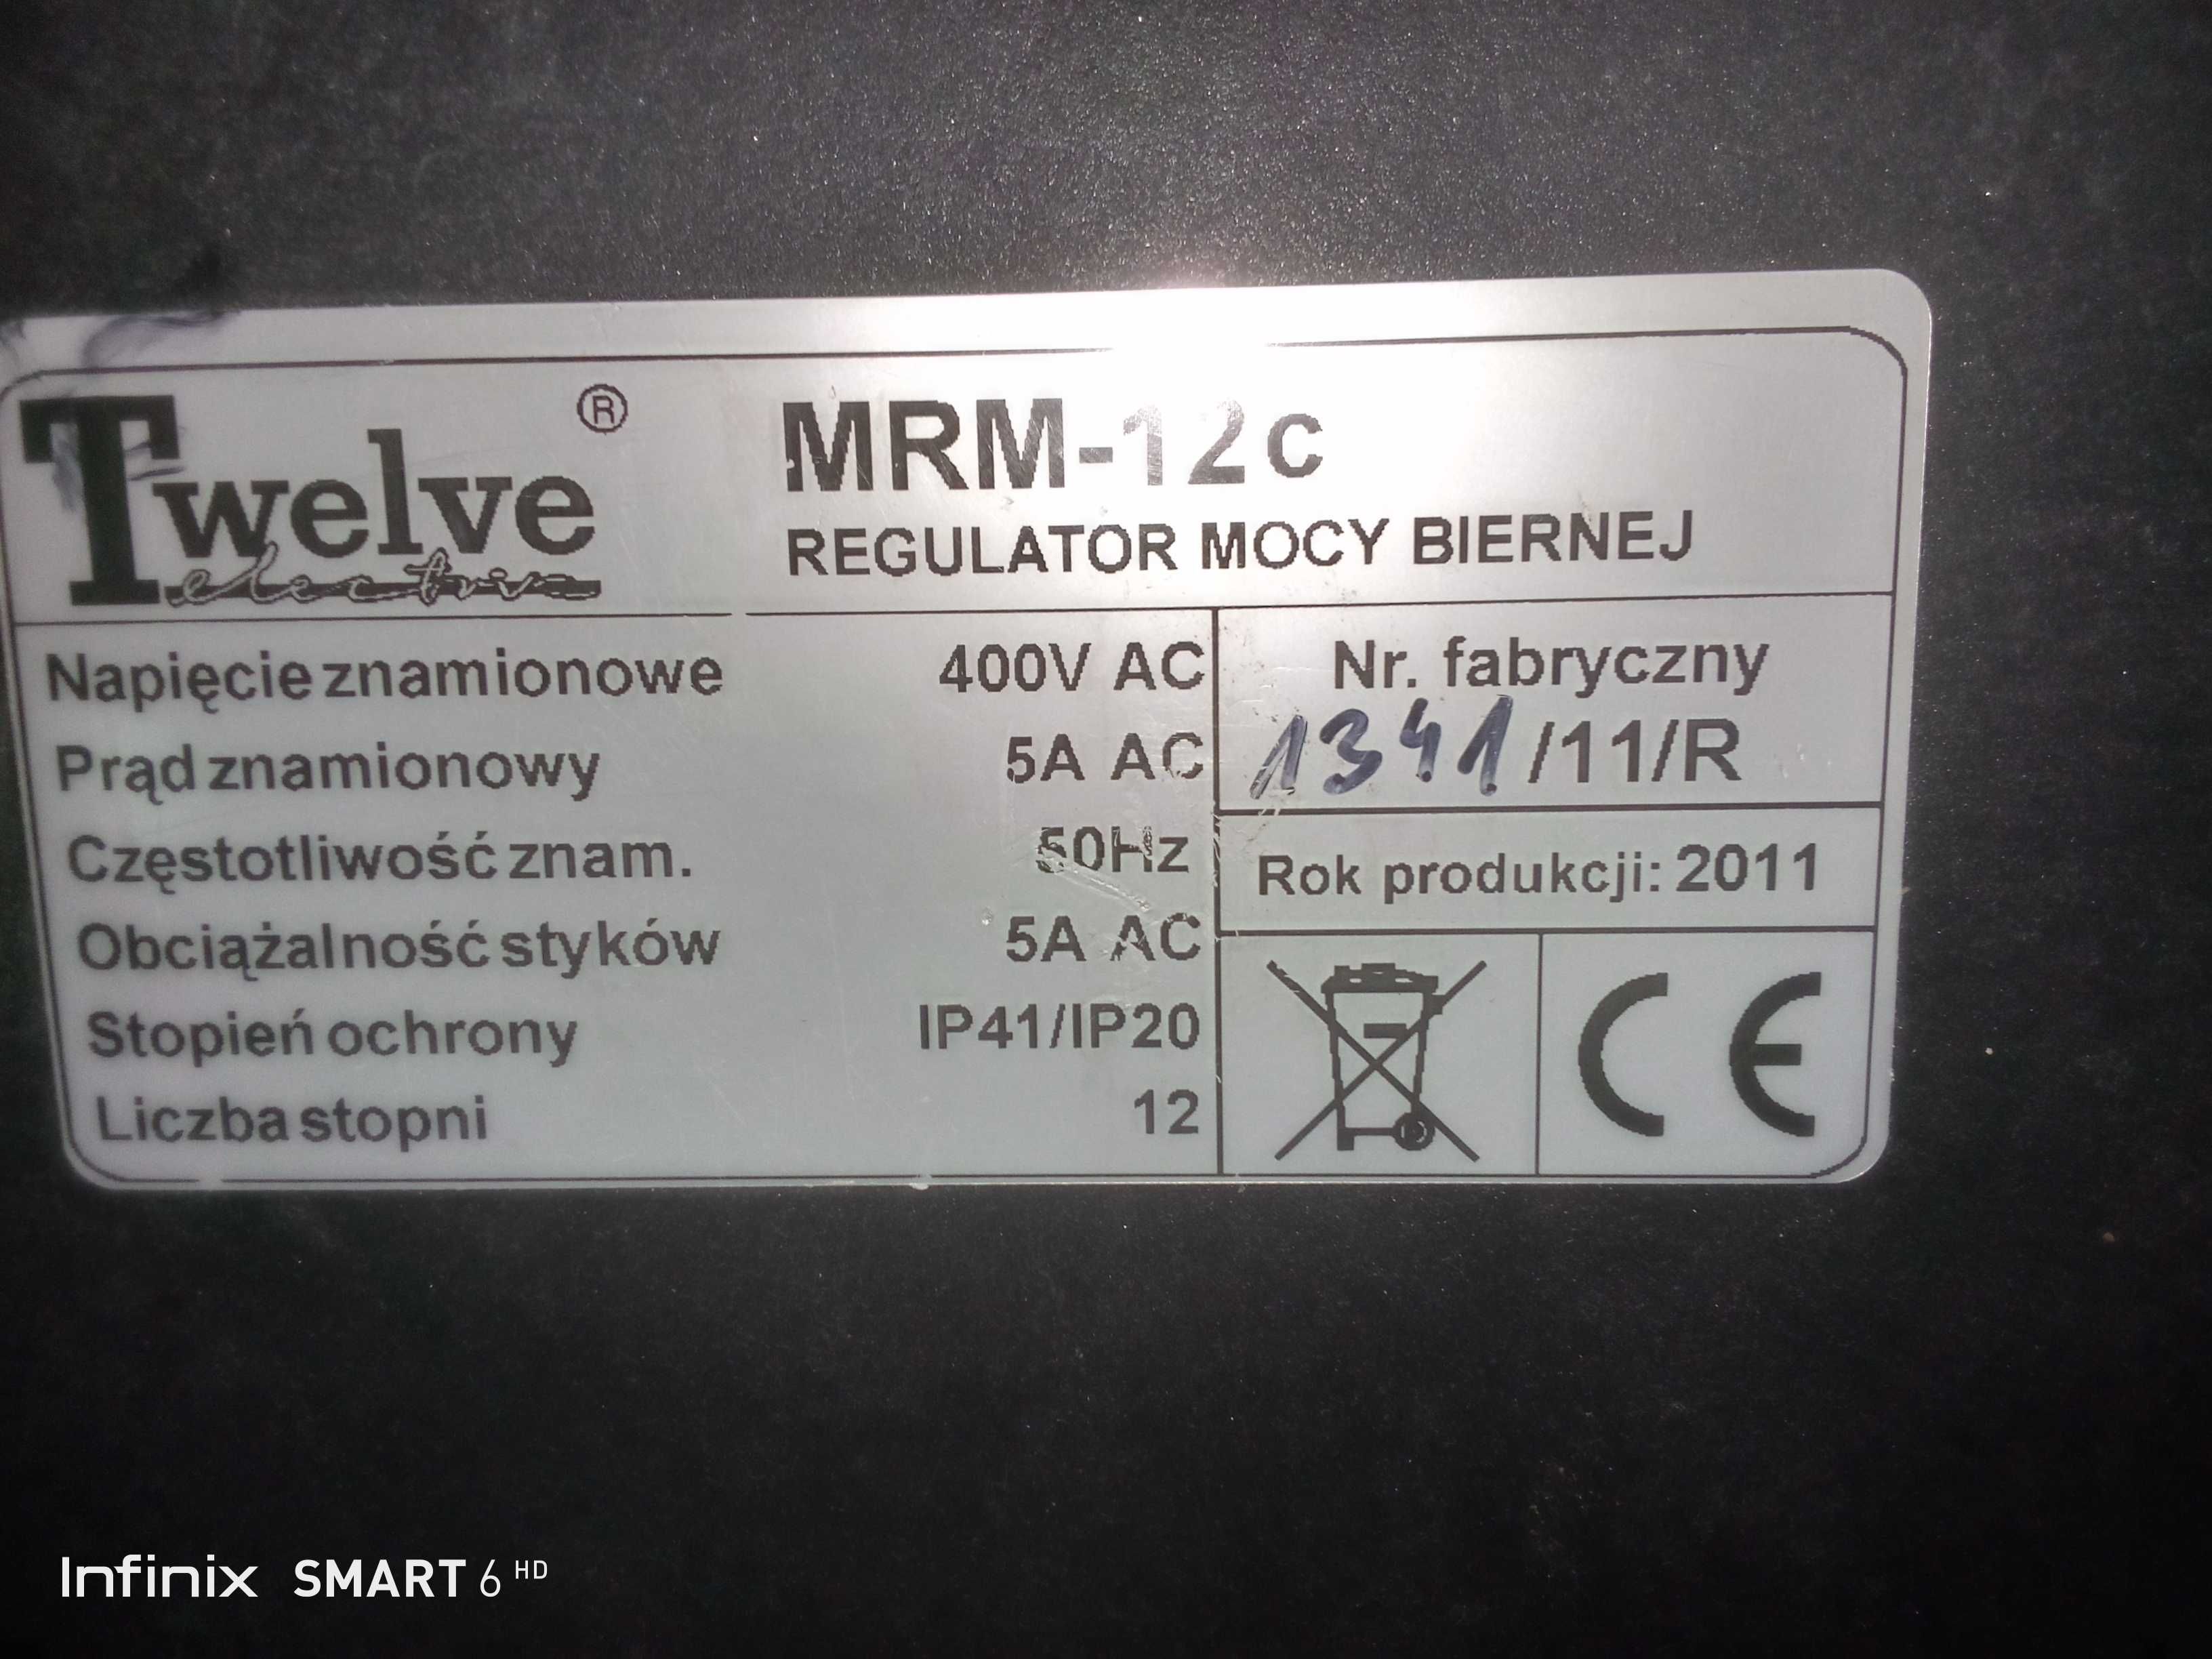 Twelve ®
electric
MRM-12c
REGULATOR MOCY BIERNEJ
Napięcie znamionowe 400V AC
Prąd znamionowy 5A AC
Częstotliwość znam. 50Hz
Obciążalność styków 5A AC
Stopień ochrony IP41/IP20
Liczba stopni 12
Nr. fabryczny
1341/11/R
Rok produkcji: 2011
CE
Infinix SMART 6 HD